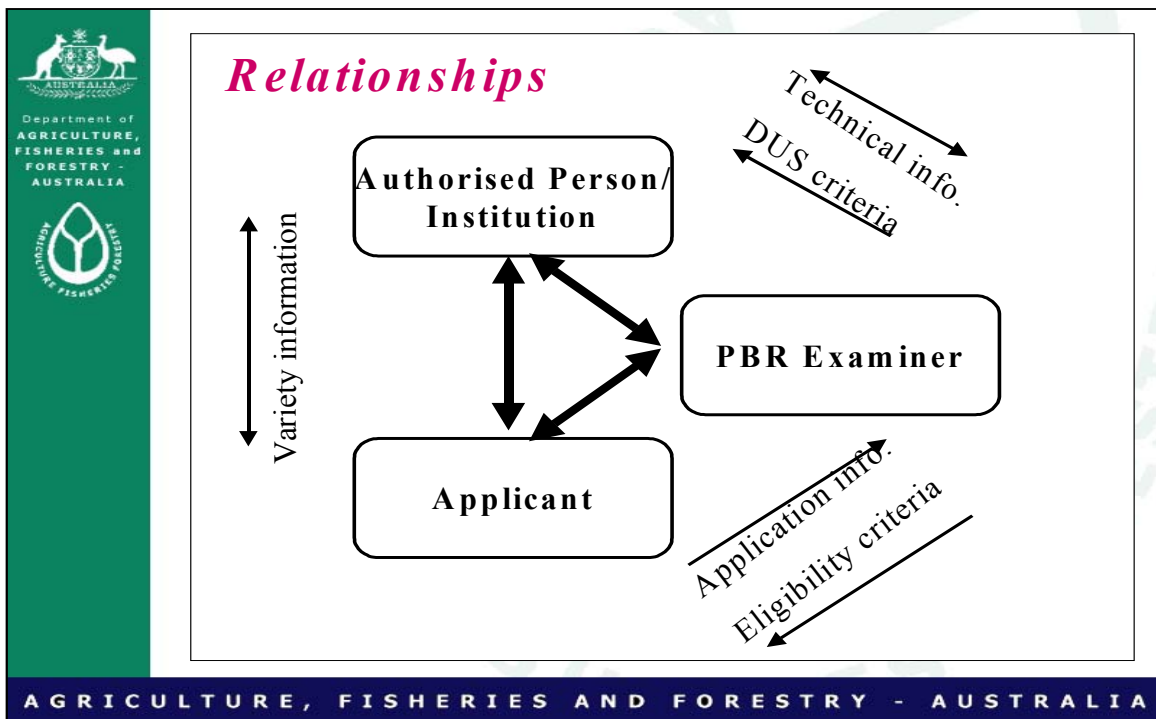 AUSTRALIA
Department of
AGRICULTURE,
FISHERIES and
FORESTRY -
AUSTRALIA
AGRICULTURE FISHERIES FORESTRY
Relationships
Technical info.
DUS criteria
Authorised Person/
Institution
Variety information
PBR Examiner
Applicant
Application info.
Eligibility criteria
AGRICULTURE, FISHERIES AND FORESTRY - AUSTRALIA